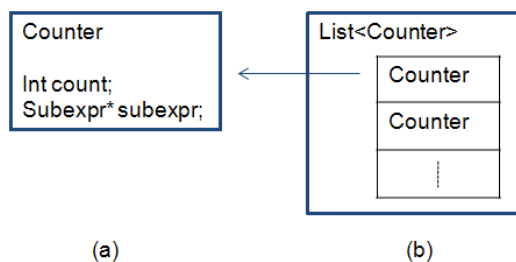 Counter
Int count;
Subexpr* subexpr;
(a)
List<Counter>
Counter
Counter
(b)